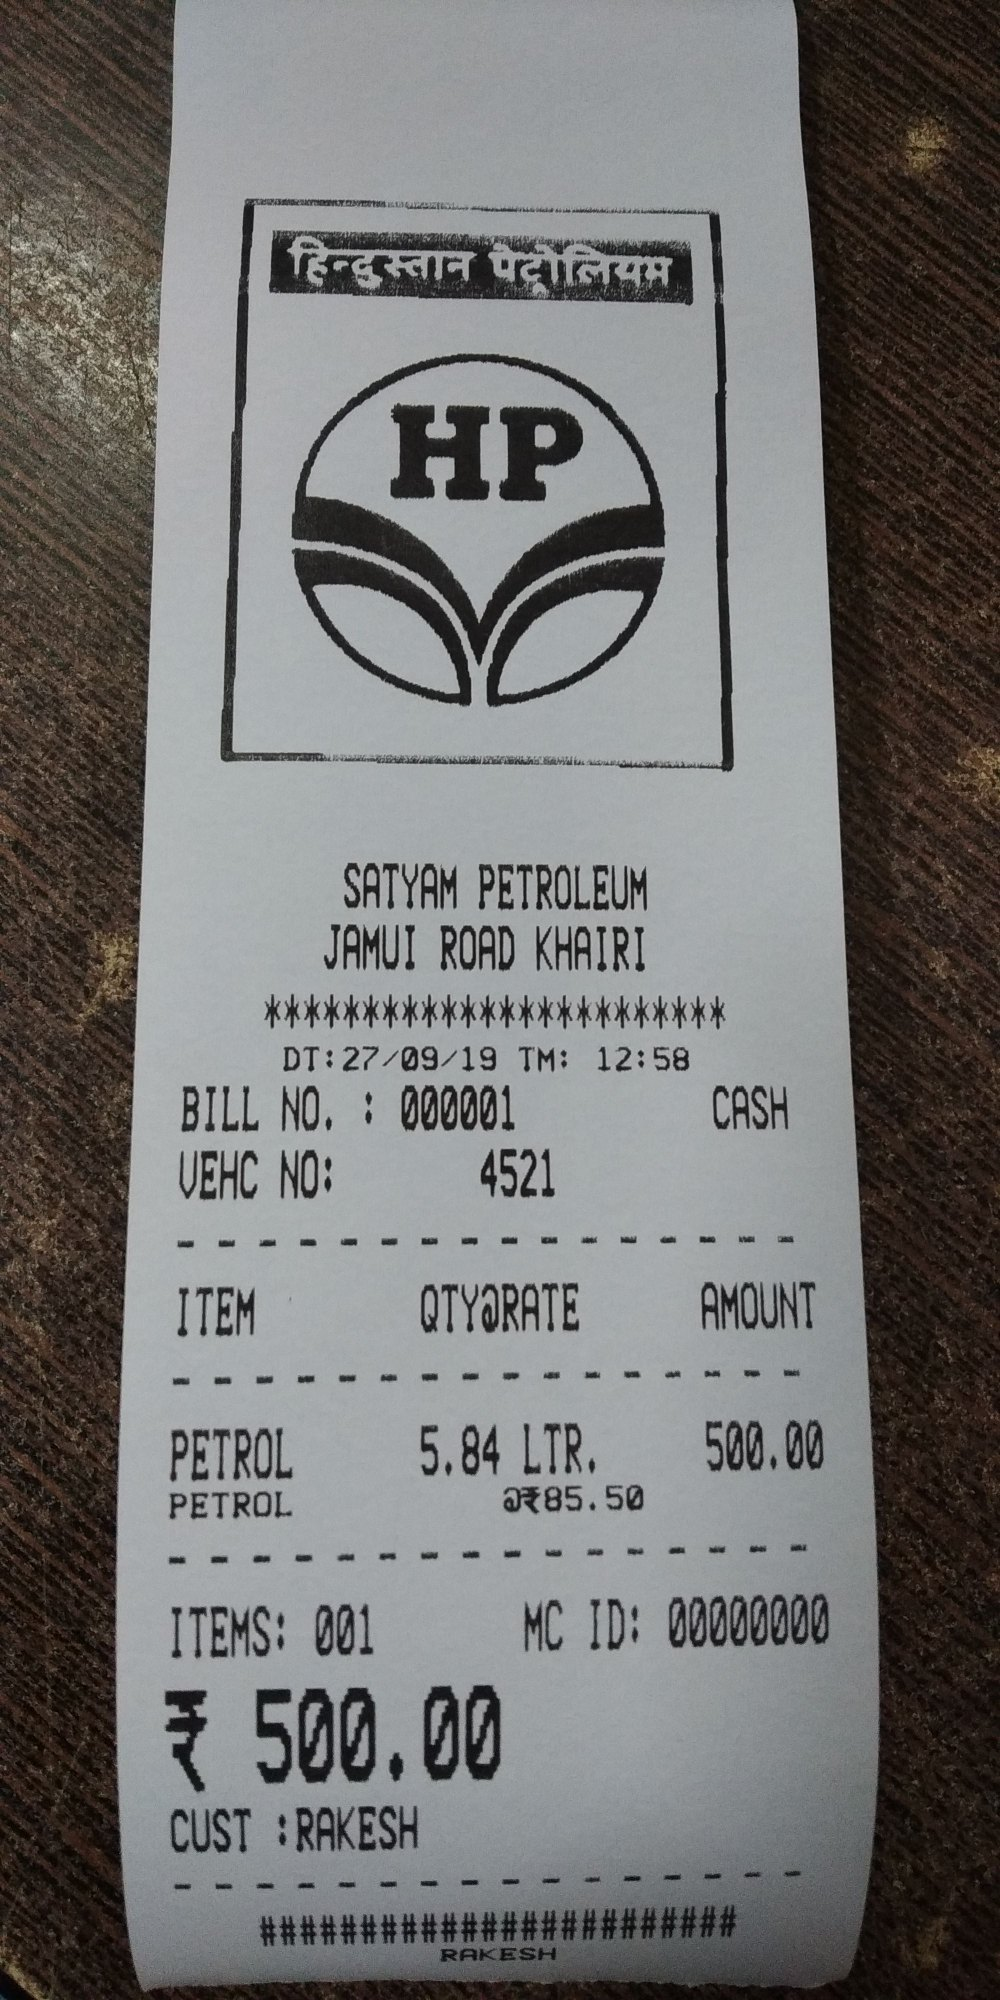 हिन्दुस्तान पेट्रोलियम
HP
SATYAM PETROLEUM
JAMUI ROAD KHAIRI
************************
DT:27/09/19 TM: 12:58
BILL NO. : 000001 CASH
VEHC NO: 4521
- - - - - - - - - - - - - - - -
ITEM QTY@RATE AMOUNT
- - - - - - - - - - - - - - - -
PETROL 5.84 LTR. 500.00
PETROL @₹85.50
- - - - - - - - - - - - - - - -
ITEMS: 001 MC ID: 00000000
₹ 500.00
CUST :RAKESH
- - - - - - - - - - - - - - - -
########################
RAKESH